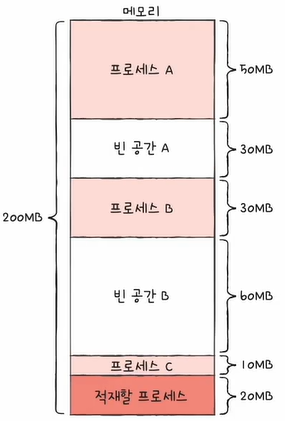 메모리
프로세스 A
50MB
빈 공간 A
30MB
프로세스 B
30MB
200MB
빈 공간 B
60MB
프로세스 C
10MB
적재할 프로세스
20MB